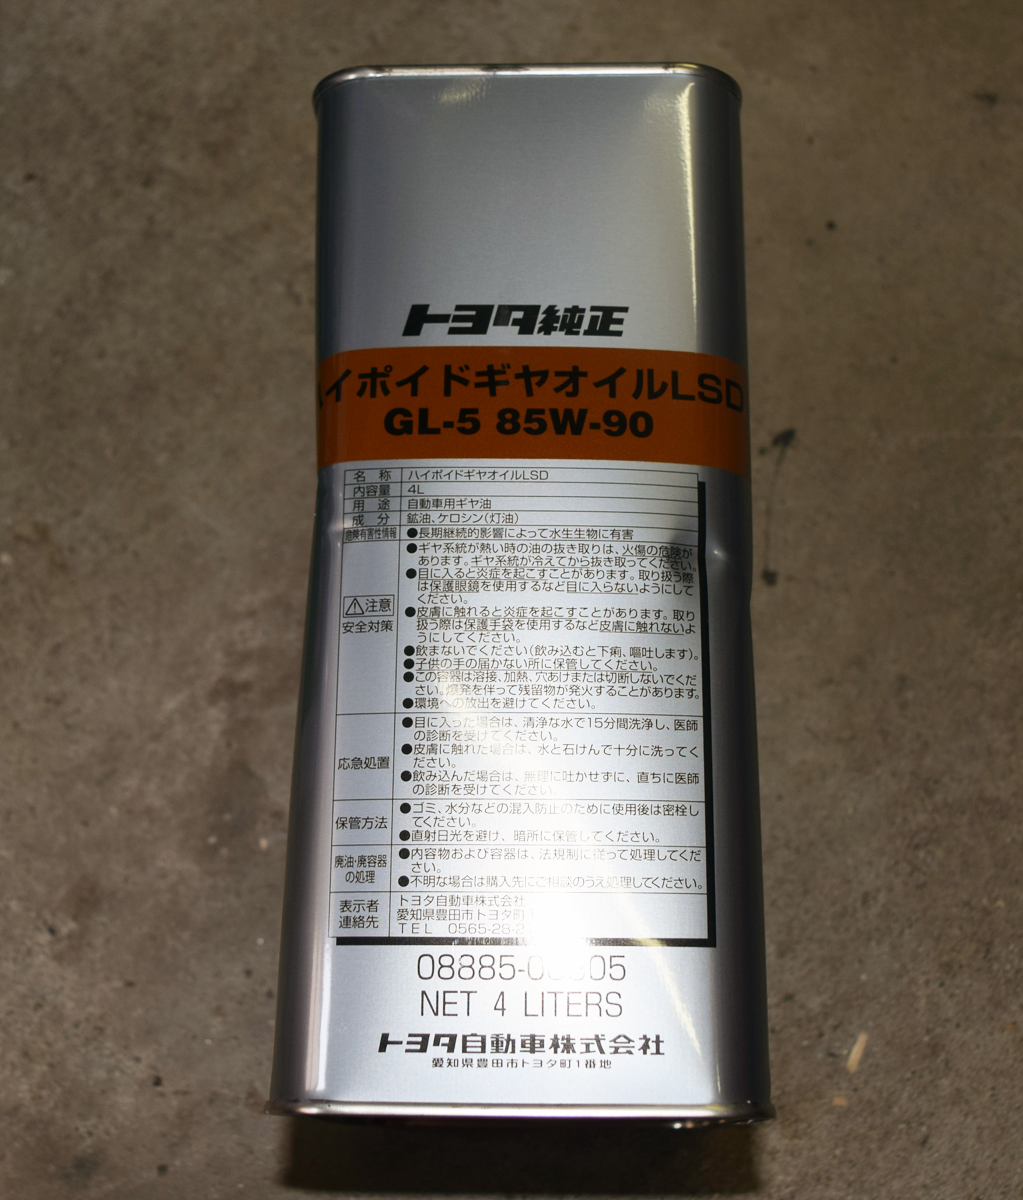 トヨタ純正
ハイポイドギヤオイルLSD
GL-5 85W-90
名 称 ハイポイドギヤオイルLSD
内容量 4L
用 途 自動車用ギヤ油
成 分 鉱油、ケロシン(灯油)
危険有害性情報 ●長期継続的影響によって水生生物に有害
⚠注意
安全対策
●ギヤ系統が熱い時の油の抜き取りは、火傷の危険が
あります。ギヤ系統が冷えてから抜き取ってください。
●目に入ると炎症を起こすことがあります。取り扱う際
は保護眼鏡を使用するなど目に入らないようにして
ください。
●皮膚に触れると炎症を起こすことがあります。取り
扱う際は保護手袋を使用するなど皮膚に触れないよ
うにしてください。
●飲まないでください(飲み込むと下痢、嘔吐します)。
●子供の手の届かない所に保管してください。
●この容器は溶接、加熱、穴あけまたは切断しないでくだ
さい。爆発を伴って残留物が発火することがあります。
●環境への放出を避けてください。
応急処置
●目に入った場合は、清浄な水で15分間洗浄し、医師
の診断を受けてください。
●皮膚に触れた場合は、水と石けんで十分に洗ってく
ださい。
●飲み込んだ場合は、無理に吐かせずに、直ちに医師
の診断を受けてください。
保管方法
●ゴミ、水分などの混入防止のために使用後は密栓し
てください。
●直射日光を避け、暗所に保管してください。
廃油・廃容器
の処理
●内容物および容器は、法規制に従って処理してくだ
さい。
●不明な場合は購入先にご相談のうえ処理してください。
表示者
連絡先
トヨタ自動車株式会社
愛知県豊田市トヨタ町
TEL 0565-28-2
08885-0 05
NET 4 LITERS
トヨタ自動車株式会社
愛知県豊田市トヨタ町1番地